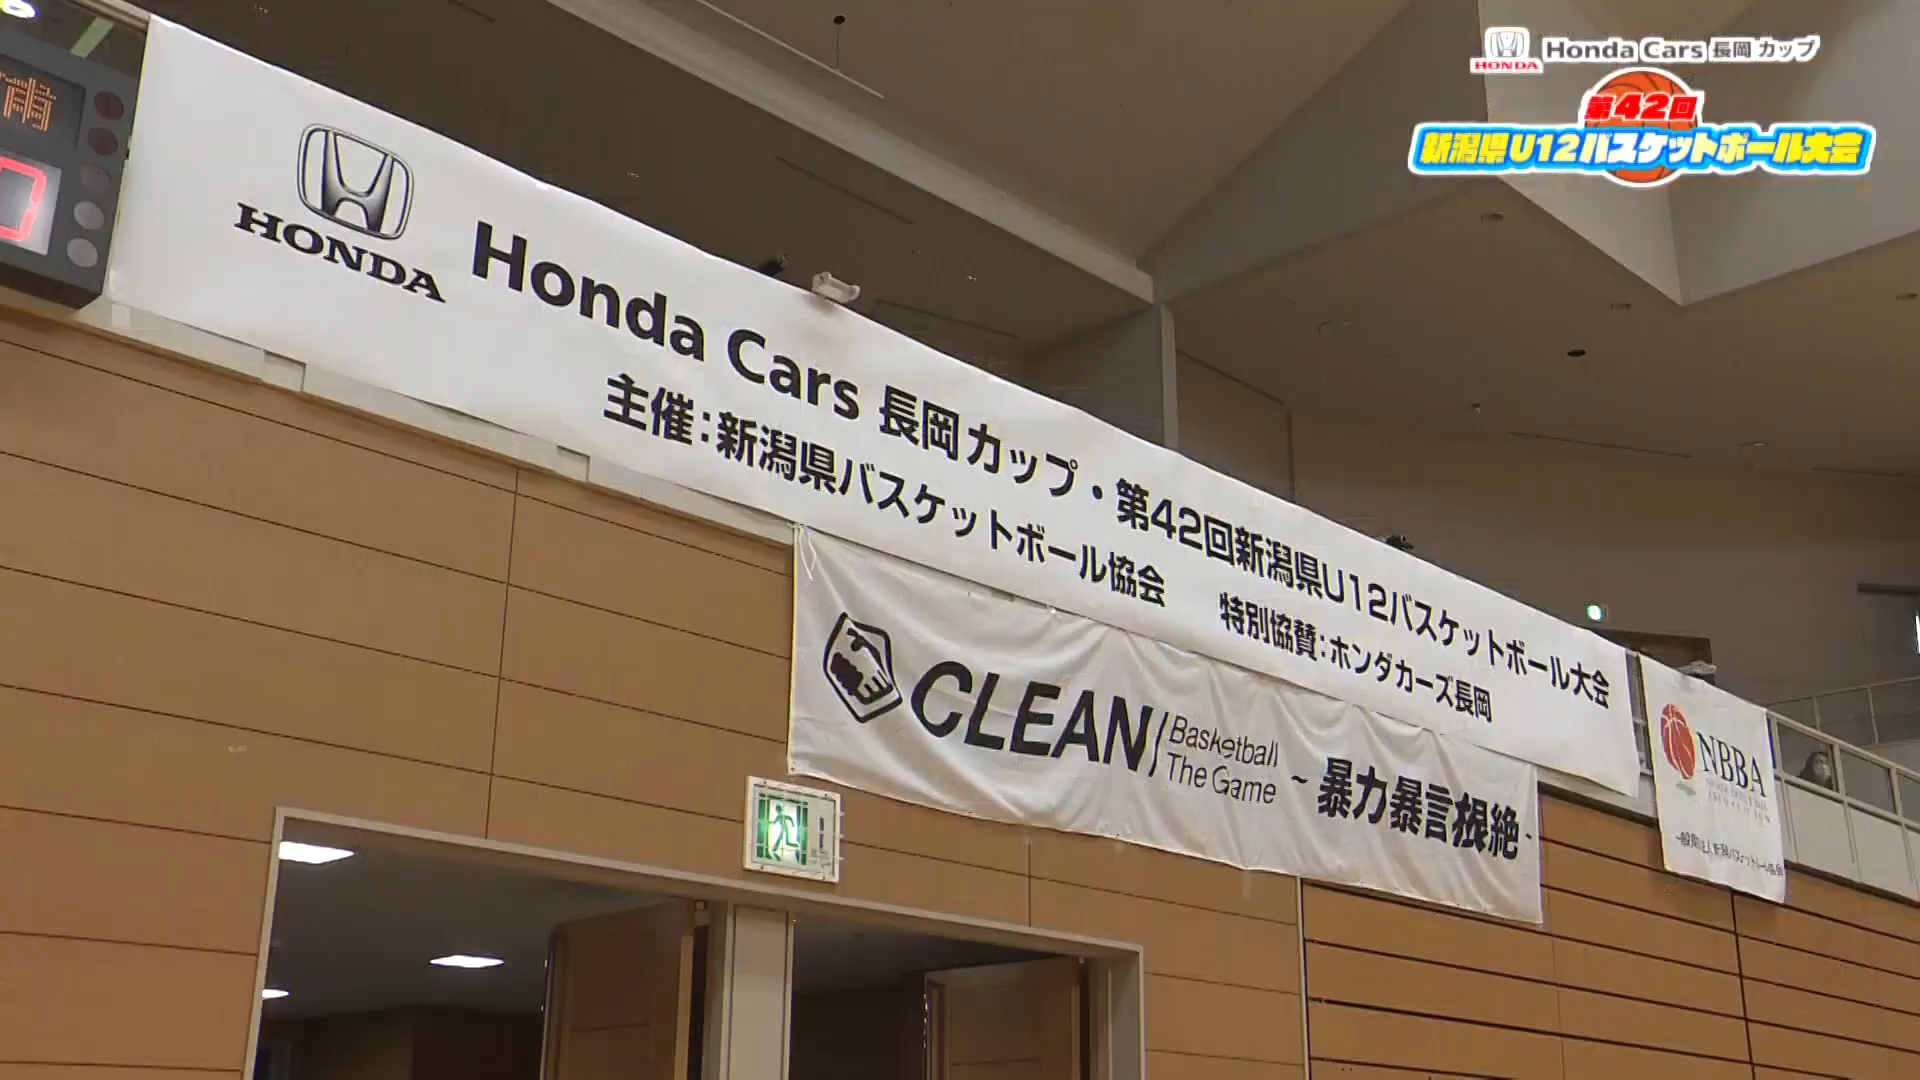 HONDA
Honda Cars 長岡 カップ
第42回
新潟県U12バスケットボール大会
HONDA
Honda Cars 長岡カップ・第42回新潟県U12バスケットボール大会
主催:新潟県バスケットボール協会 特別協賛:ホンダカーズ長岡
CLEAN
Basketball
The Game
~暴力暴言根絶-
NBBA